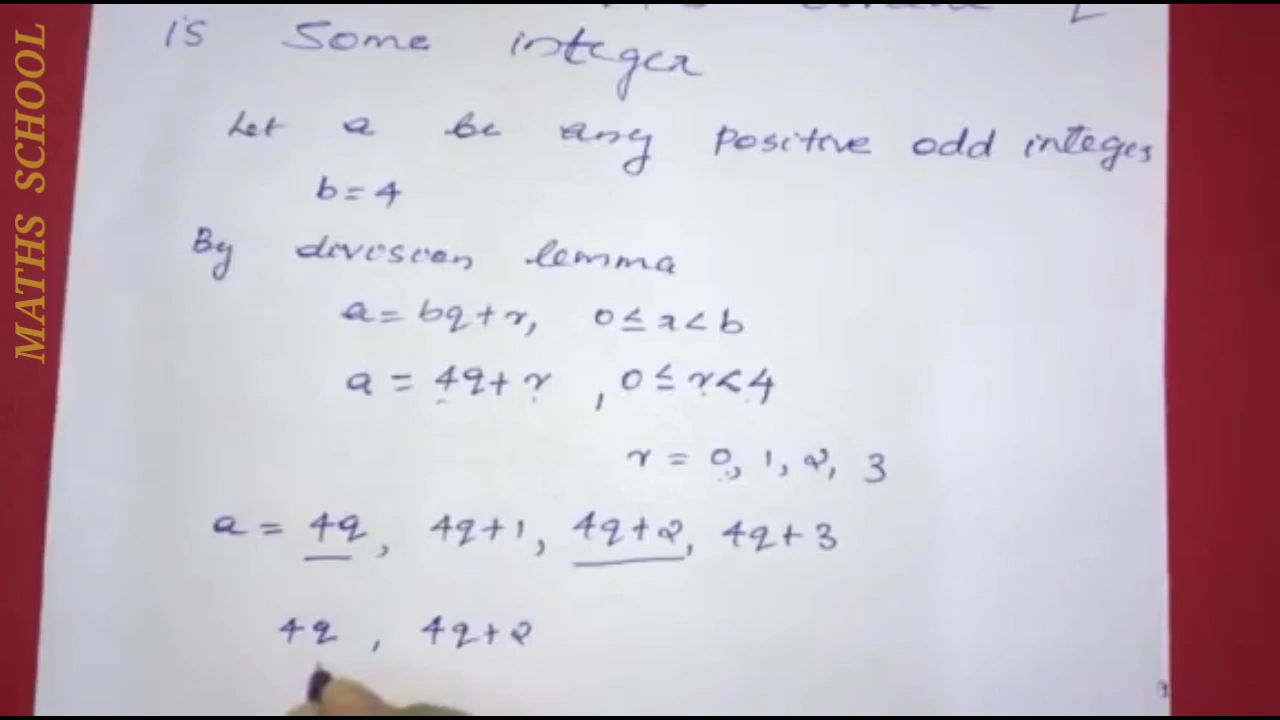 MATHS SCHOOL
is Some integer
Let a be any positive odd integer
b=4
By division lemma
a = bq + r, 0 ≤ r < b
a = 4q + r , 0 ≤ r < 4
r = 0, 1, 2, 3
a = 4q, 4q+1, 4q+2, 4q+3
4q , 4q+2